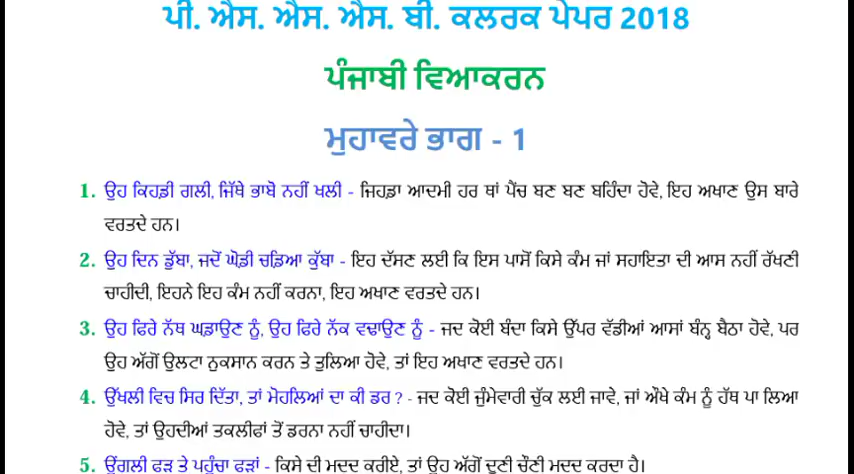 ਪੀ. ਐਸ. ਐਸ. ਐਸ. ਬੀ. ਕਲਰਕ ਪੇਪਰ 2018
ਪੰਜਾਬੀ ਵਿਆਕਰਨ
ਮੁਹਾਵਰੇ ਭਾਗ - 1
1. ਉਹ ਕਿਹੜੀ ਗਲੀ, ਜਿੱਥੇ ਭਾਬੋ ਨਹੀਂ ਖਲੀ - ਜਿਹੜਾ ਆਦਮੀ ਹਰ ਥਾਂ ਪੈਂਚ ਬਣ ਬਣ ਬਹਿੰਦਾ ਹੋਵੇ, ਇਹ ਅਖਾਣ ਉਸ ਬਾਰੇ
ਵਰਤਦੇ ਹਨ।
2. ਉਹ ਦਿਨ ਡੁੱਬਾ, ਜਦੋਂ ਘੋੜੀ ਚੜਿਆ ਕੁੱਬਾ - ਇਹ ਦੱਸਣ ਲਈ ਕਿ ਇਸ ਪਾਸੋਂ ਕਿਸੇ ਕੰਮ ਜਾਂ ਸਹਾਇਤਾ ਦੀ ਆਸ ਨਹੀਂ ਰੱਖਣੀ
ਚਾਹੀਦੀ, ਇਹਨੇ ਇਹ ਕੰਮ ਨਹੀਂ ਕਰਨਾ, ਇਹ ਅਖਾਣ ਵਰਤਦੇ ਹਨ।
3. ਉਹ ਫਿਰੇ ਨੱਥ ਘੜਾਉਣ ਨੂੰ, ਉਹ ਫਿਰੇ ਨੱਕ ਵਢਾਉਣ ਨੂੰ - ਜਦ ਕੋਈ ਬੰਦਾ ਕਿਸੇ ਉੱਪਰ ਵੱਡੀਆਂ ਆਸਾਂ ਬੰਨ੍ਹ ਬੈਠਾ ਹੋਵੇ, ਪਰ
ਉਹ ਅੱਗੋਂ ਉਲਟਾ ਨੁਕਸਾਨ ਕਰਨ ਤੇ ਤੁਲਿਆ ਹੋਵੇ, ਤਾਂ ਇਹ ਅਖਾਣ ਵਰਤਦੇ ਹਨ।
4. ਉੱਖਲੀ ਵਿਚ ਸਿਰ ਦਿੱਤਾ, ਤਾਂ ਮੋਹਲਿਆਂ ਦਾ ਕੀ ਡਰ ? - ਜਦ ਕੋਈ ਜੁੰਮੇਵਾਰੀ ਚੁੱਕ ਲਈ ਜਾਵੇ, ਜਾਂ ਔਖੇ ਕੰਮ ਨੂੰ ਹੱਥ ਪਾ ਲਿਆ
ਹੋਵੇ, ਤਾਂ ਉਹਦੀਆਂ ਤਕਲੀਫਾਂ ਤੋਂ ਡਰਨਾ ਨਹੀਂ ਚਾਹੀਦਾ।
5. ਉਂਗਲੀ ਫੜ ਤੇ ਪਹੁੰਚਾ ਫੜਾਂ - ਕਿਸੇ ਦੀ ਮਦਦ ਕਰੀਏ, ਤਾਂ ਉਹ ਅੱਗੋਂ ਦੂਣੀ ਚੌਣੀ ਮਦਦ ਕਰਦਾ ਹੈ।